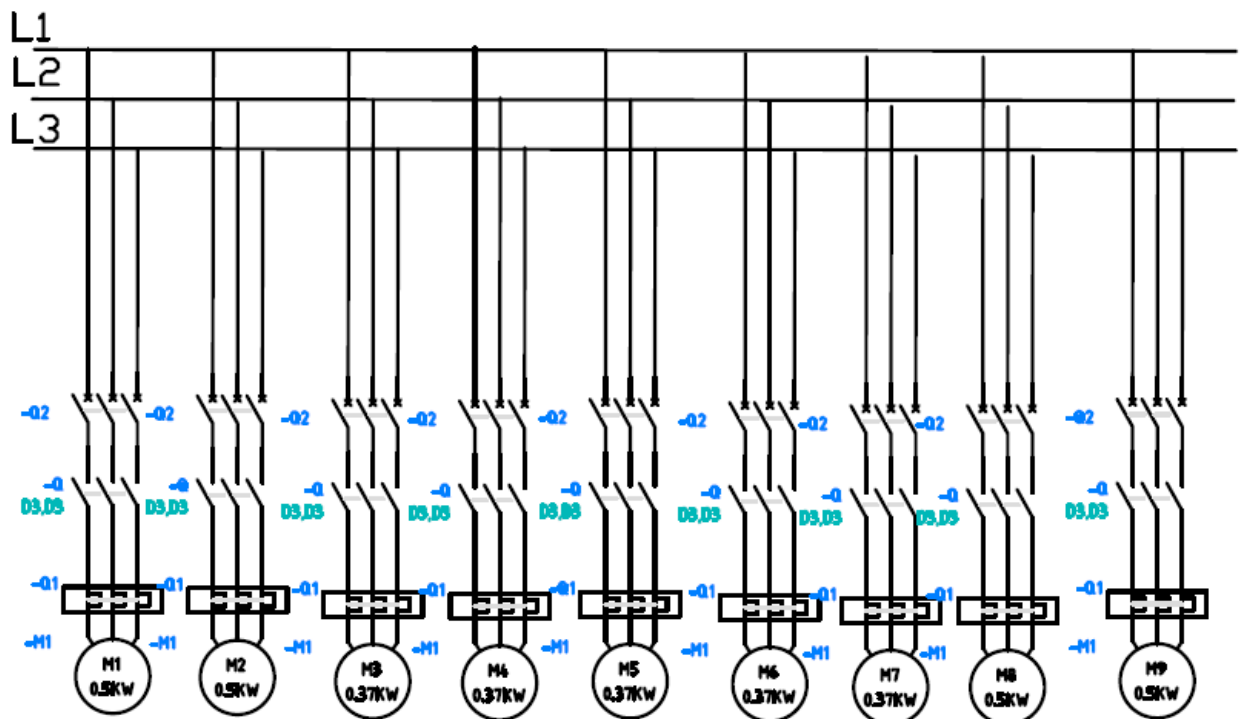 L1
L2
L3
-Q2 -Q2 -Q2 -Q2 -Q2 -Q2 -Q2 -Q2 -Q2
-Q -Q -Q -Q -Q -Q -Q -Q -Q
D3,D3 D3,D3 D3,D3 D3,D3 D3,D3 D3,D3 D3,D3 D3,D3 D3,D3
-Q1 -Q1 -Q1 -Q1 -Q1 -Q1 -Q1 -Q1 -Q1
-M1 -M1 -M1 -M1 -M1 -M1 -M1 -M1
M1 M2 M3 M4 M5 M6 M7 M8 M9
0.5KW 0.5KW 0.37KW 0.37KW 0.37KW 0.37KW 0.37KW 0.5KW 0.5KW